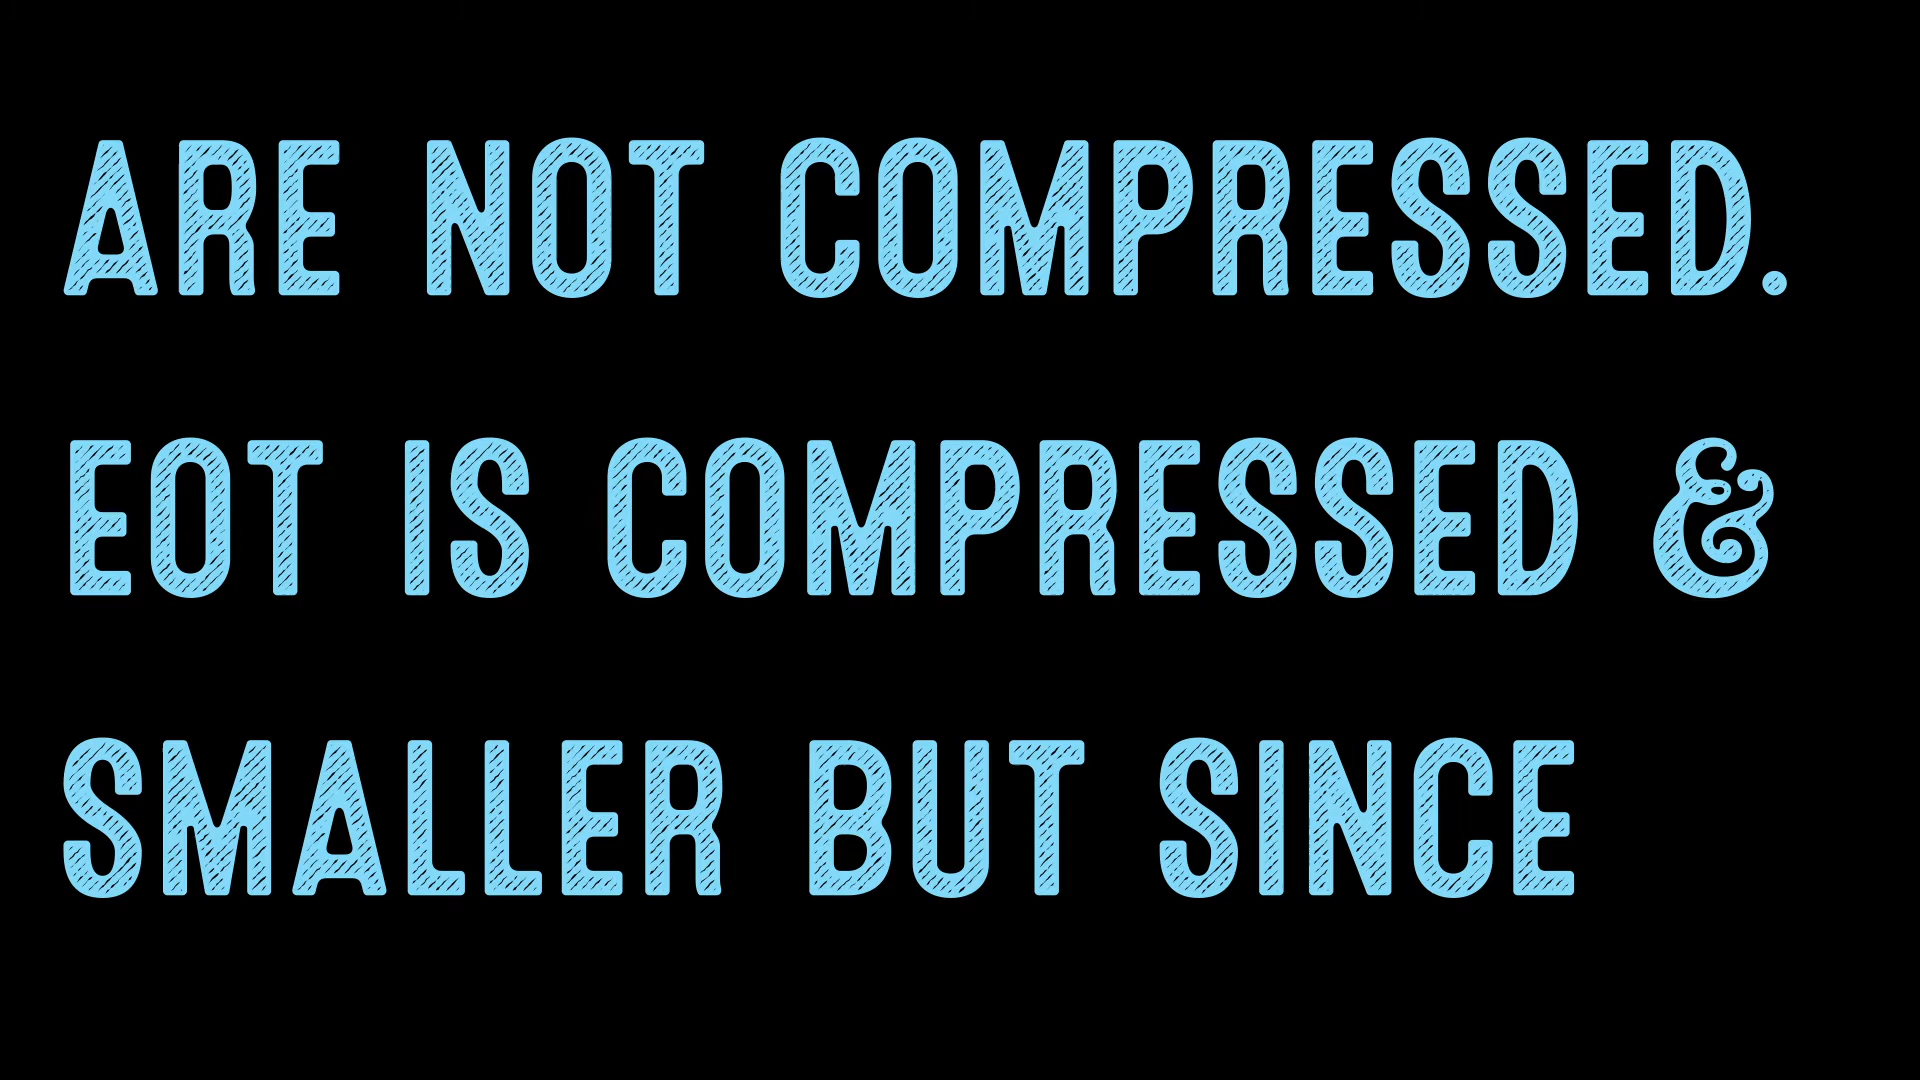 ARE NOT COMPRESSED.
EOT IS COMPRESSED &
SMALLER BUT SINCE